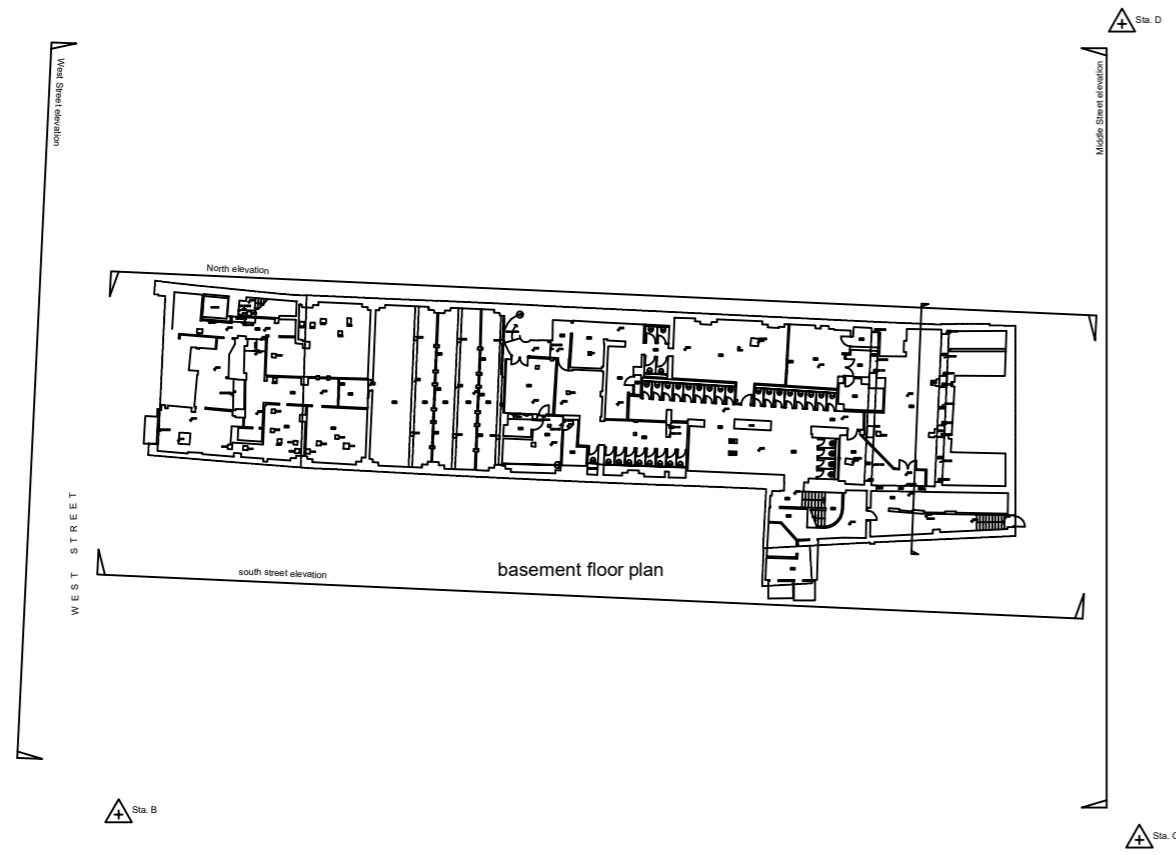 Sta. D
West Street elevation
Middle Street elevation
North elevation
WEST STREET
south street elevation
basement floor plan
Sta. B
Sta. C